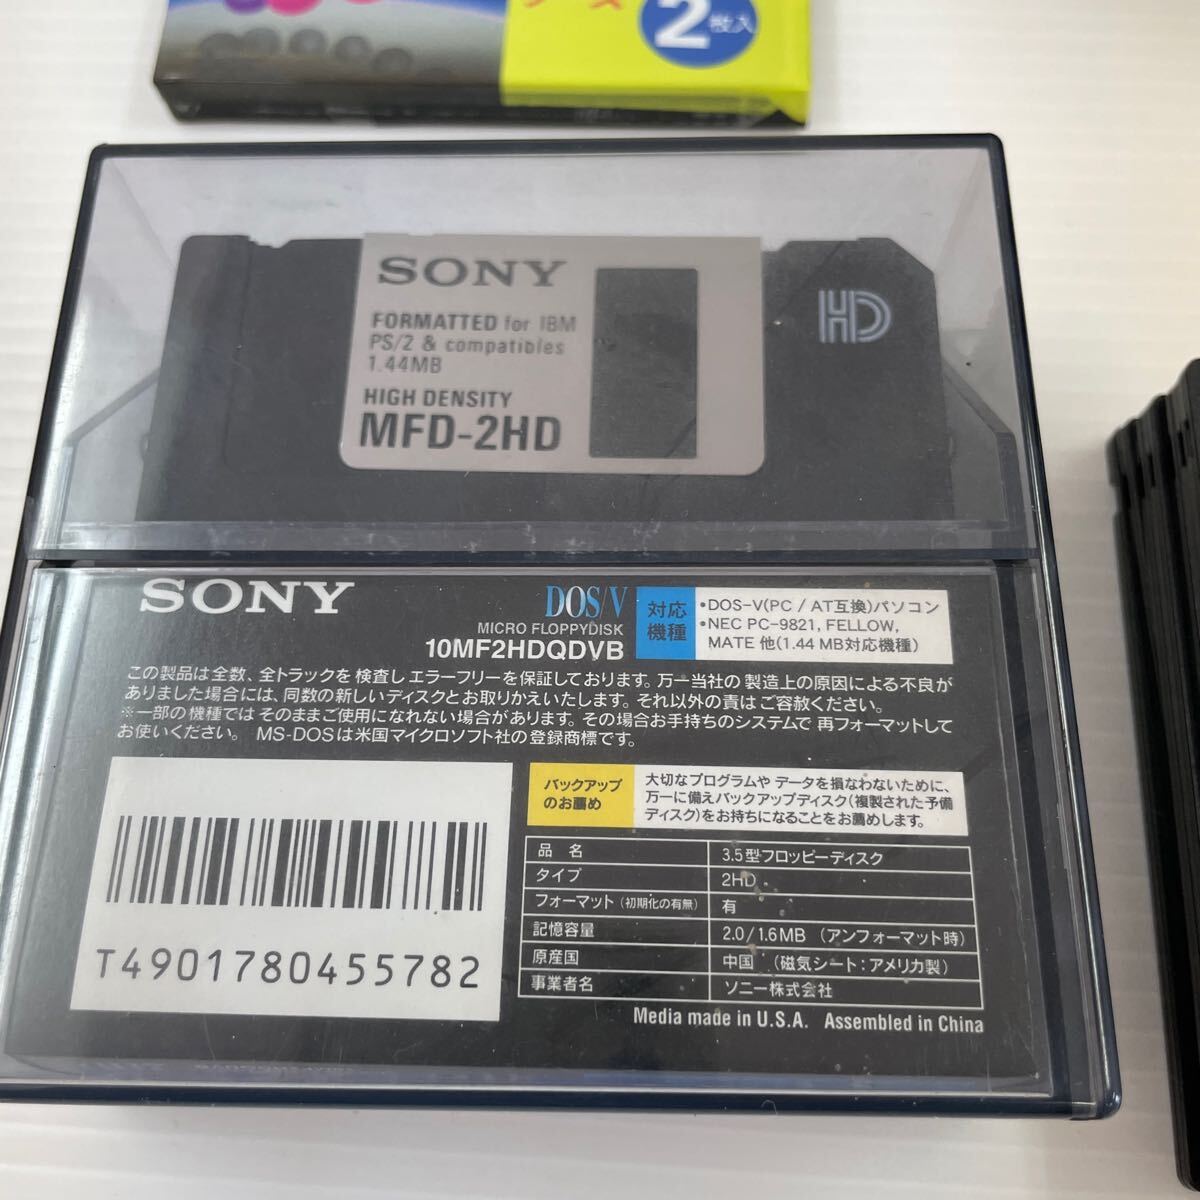 2枚入
SONY
FORMATTED for IBM
PS/2 & compatibles
1.44MB
HIGH DENSITY
MFD-2HD
HD
SONY
DOS/V
MICRO FLOPPYDISK
10MF2HDQDVB
対応
機種
•DOS-V(PC / AT互換)パソコン
•NEC PC-9821, FELLOW,
MATE 他(1.44 MB対応機種)
この製品は全数、全トラックを 検査し エラーフリーを保証しております。万一当社の 製造上の原因による不良が
ありました場合には、同数の新しいディスクとお取りかえいたします。それ以外の責はご容赦ください。
※一部の機種では そのままご使用になれない場合があります。その場合お手持ちのシステムで 再フォーマットして
お使いください。 MS-DOSは米国マイクロソフト社の登録商標です。
バックアップ
のお薦め
大切なプログラムや データを損なわないために、
万一に備えバックアップディスク(複製された予備
ディスク)をお持ちになることをお薦めします。
品 名 3.5型フロッピーディスク
タイプ 2HD
フォーマット (初期化の有無) 有
記憶容量 2.0/1.6MB (アンフォーマット時)
原産国 中国 (磁気シート:アメリカ製)
事業者名 ソニー株式会社
T4901780455782
Media made in U.S.A. Assembled in China